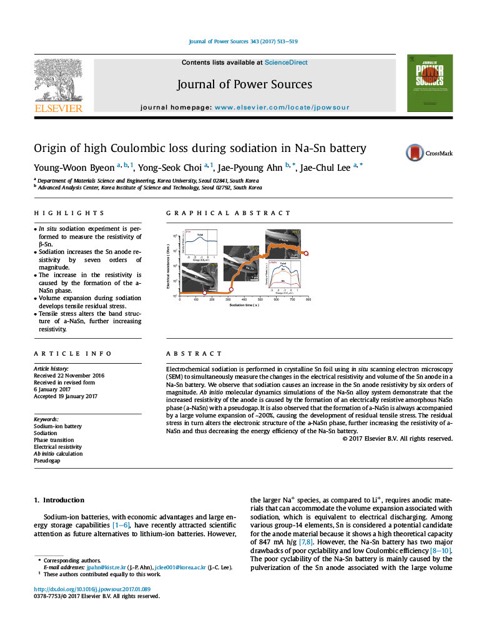 Journal of Power Sources 343 (2017) 513–519
Contents lists available at ScienceDirect
Journal of Power Sources
journal homepage: www.elsevier.com/locate/jpowsour
ELSEVIER
Origin of high Coulombic loss during sodiation in Na-Sn battery
CrossMark
Young-Woon Byeon a, b, 1, Yong-Seok Choi a, 1, Jae-Pyoung Ahn b, *, Jae-Chul Lee a, *
a Department of Materials Science and Engineering, Korea University, Seoul 02841, South Korea
b Advanced Analysis Center, Korea Institute of Science and Technology, Seoul 02792, South Korea
HIGHLIGHTS
• In situ sodiation experiment is per-
formed to measure the resistivity of
β-Sn.
• Sodiation increases the Sn anode re-
sistivity by seven orders of
magnitude.
• The increase in the resistivity is
caused by the formation of the a-
NaSn phase.
• Volume expansion during sodiation
develops tensile residual stress.
• Tensile stress alters the band struc-
ture of a-NaSn, further increasing
resistivity.
GRAPHICAL ABSTRACT
Sodiation time (s)
ARTICLE INFO
Article history:
Received 22 November 2016
Received in revised form
6 January 2017
Accepted 19 January 2017
Keywords:
Sodium-ion battery
Sodiation
Phase transition
Electrical resistivity
Ab initio calculation
Pseudogap
ABSTRACT
Electrochemical sodiation is performed in crystalline Sn foil using in situ scanning electron microscopy
(SEM) to simultaneously measure the changes in the electrical resistivity and volume of the Sn anode in a
Na-Sn battery. We observe that sodiation causes an increase in the Sn anode resistivity by six orders of
magnitude. Ab initio molecular dynamics simulations of the Na-Sn alloy system demonstrate that the
increased resistivity of the anode is caused by the formation of an electrically resistive amorphous NaSn
phase (a-NaSn) with a pseudogap. It is also observed that the formation of a-NaSn is always accompanied
by a large volume expansion of ~200%, causing the development of residual tensile stress. The residual
stress in turn alters the electronic structure of the a-NaSn phase, further increasing the resistivity of a-
NaSn and thus decreasing the energy efficiency of the Na-Sn battery.
© 2017 Elsevier B.V. All rights reserved.
1. Introduction
Sodium-ion batteries, with economic advantages and large en-
ergy storage capabilities [1–6], have recently attracted scientific
attention as future alternatives to lithium-ion batteries. However,
the larger Na+ species, as compared to Li+, requires anodic mate-
rials that can accommodate the volume expansion associated with
sodiation, which is equivalent to electrical discharging. Among
various group-14 elements, Sn is considered a potential candidate
for the anode material because it shows a high theoretical capacity
of 847 mA h/g [7,8]. However, the Na-Sn battery has two major
drawbacks of poor cyclability and low Coulombic efficiency [8–10].
The poor cyclability of the Na-Sn battery is mainly caused by the
pulverization of the Sn anode associated with the large volume
* Corresponding authors.
E-mail addresses: jpahn@kist.re.kr (J.-P. Ahn), jclee001@korea.ac.kr (J.-C. Lee).
1 These authors contributed equally to this work.
http://dx.doi.org/10.1016/j.jpowsour.2017.01.089
0378-7753/© 2017 Elsevier B.V. All rights reserved.